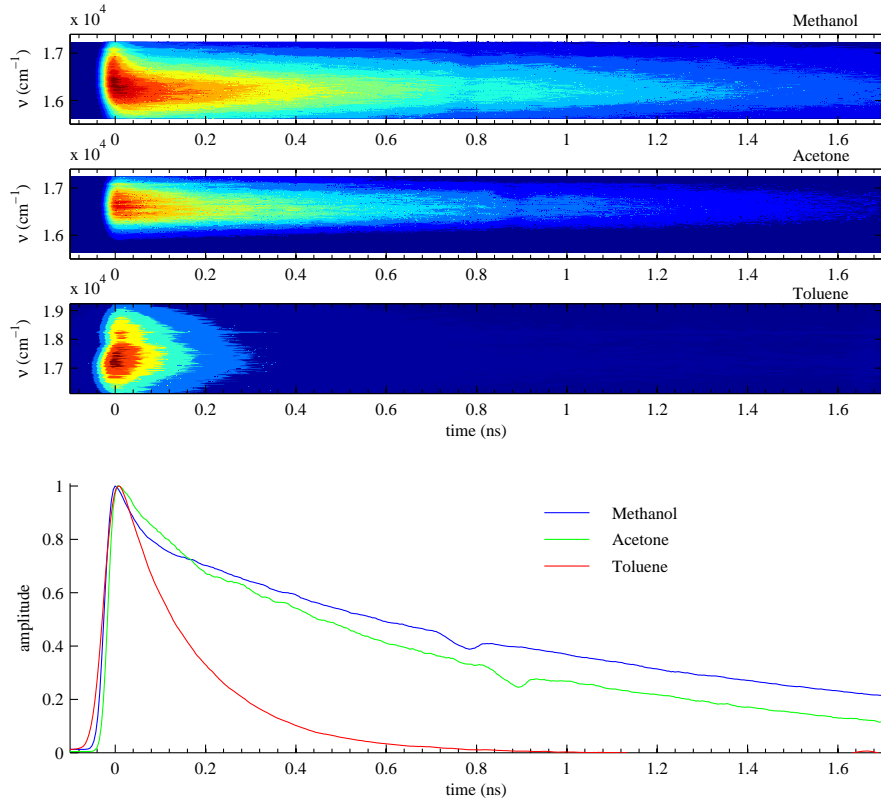 x 10⁴
Methanol
1.7
1.6
ν (cm⁻¹)
0 0.2 0.4 0.6 0.8 1 1.2 1.4 1.6
x 10⁴
Acetone
1.7
1.6
ν (cm⁻¹)
0 0.2 0.4 0.6 0.8 1 1.2 1.4 1.6
x 10⁴
Toluene
1.9
1.8
1.7
ν (cm⁻¹)
0 0.2 0.4 0.6 0.8 1 1.2 1.4 1.6
time (ns)
1
0.8
0.6
0.4
0.2
0
amplitude
Methanol
Acetone
Toluene
0 0.2 0.4 0.6 0.8 1 1.2 1.4 1.6
time (ns)